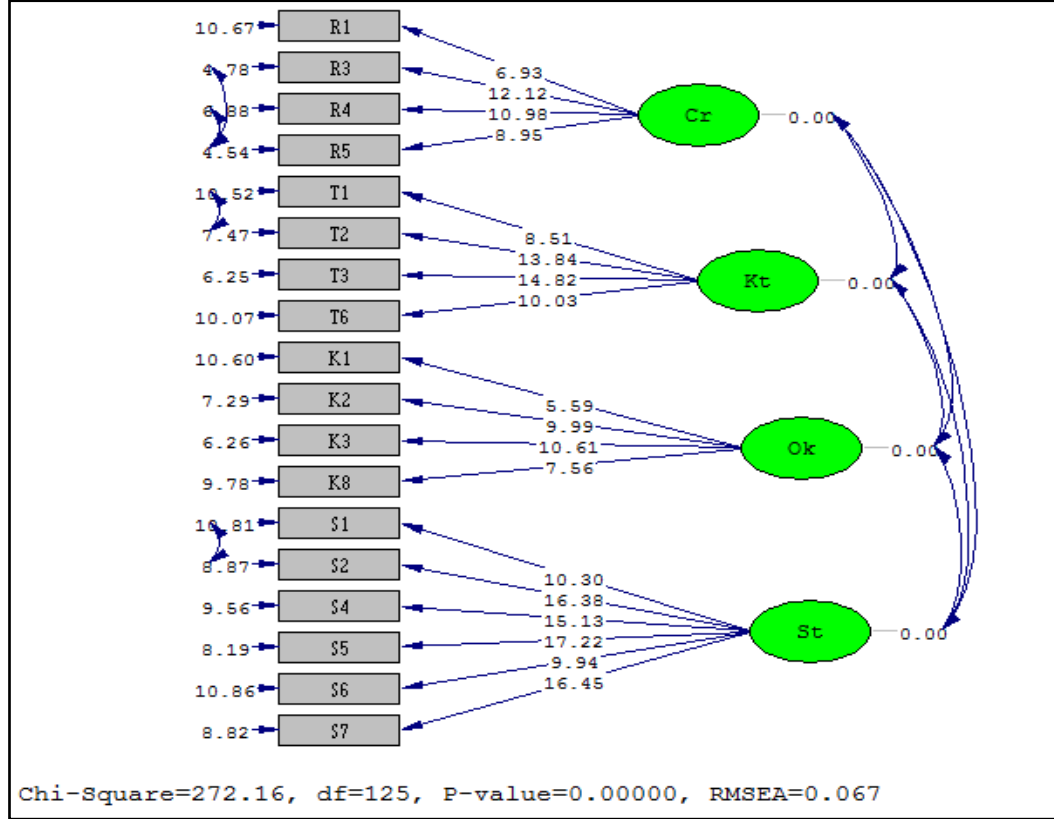 10.67 R1
6.93
4.78 R3
12.12
6.88 R4
10.98
Cr 0.00
4.54 R5
8.95
10.52 T1
8.51
7.47 T2
13.84
6.25 T3
14.82
Kt 0.00
10.07 T6
10.03
10.60 K1
5.59
7.29 K2
9.99
6.26 K3
10.61
Ok 0.00
9.78 K8
7.56
10.81 S1
10.30
8.87 S2
16.38
9.56 S4
15.13
St 0.00
8.19 S5
17.22
10.86 S6
9.94
8.82 S7
16.45
Chi-Square=272.16, df=125, P-value=0.00000, RMSEA=0.067